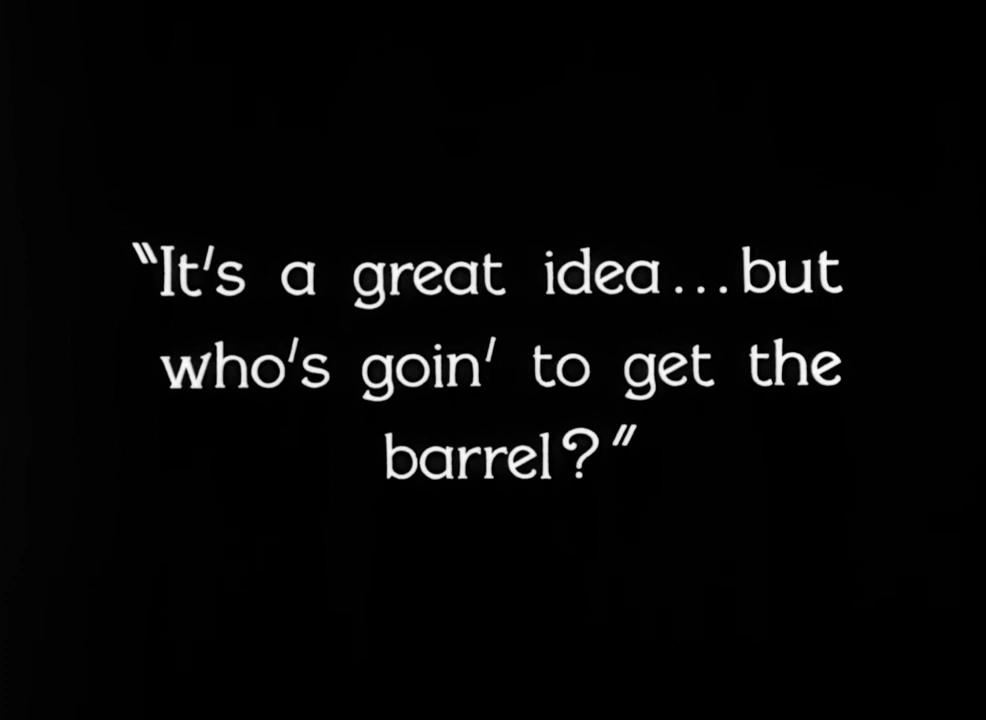 "It's a great idea...but
who's goin' to get the
barrel?"